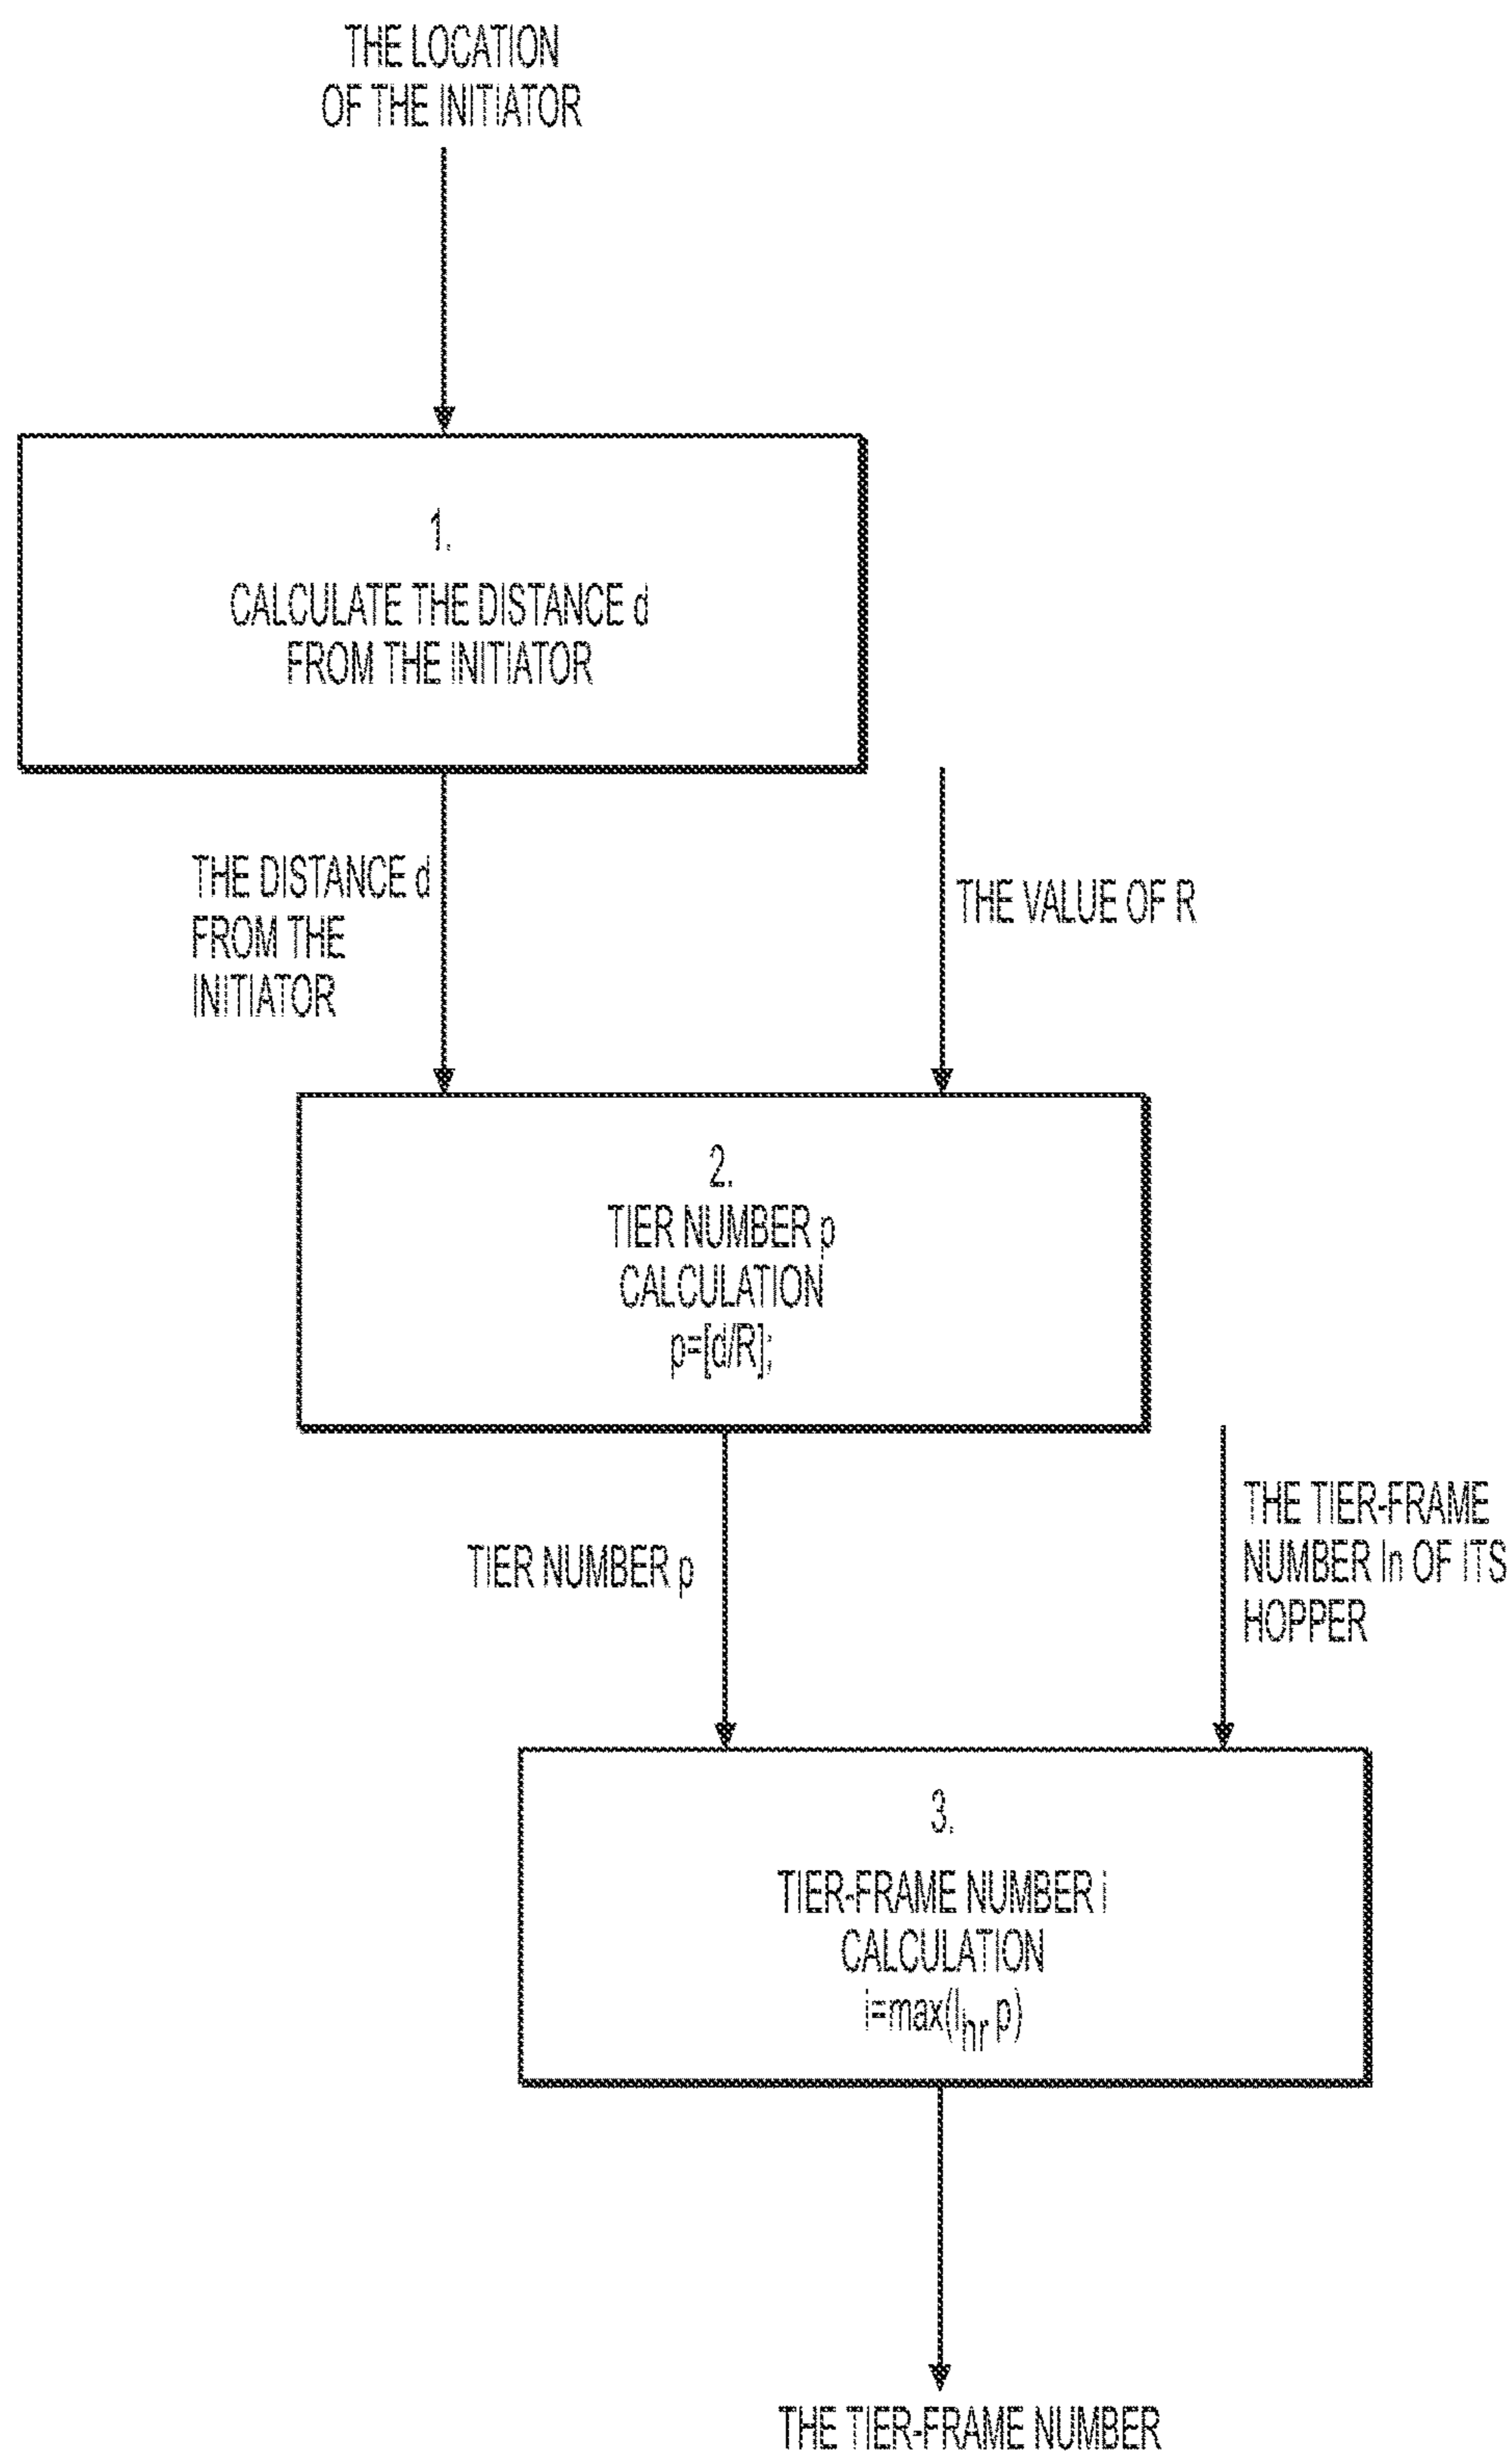 THE LOCATION
OF THE INITIATOR
1.
CALCULATE THE DISTANCE d
FROM THE INITIATOR
THE DISTANCE d
FROM THE
INITIATOR
THE VALUE OF R
2.
TIER NUMBER p
CALCULATION
p=[d/R];
TIER NUMBER p
THE TIER-FRAME
NUMBER In OF ITS
HOPPER
3.
TIER-FRAME NUMBER i
CALCULATION
i=max(I_hr p)
THE TIER-FRAME NUMBER